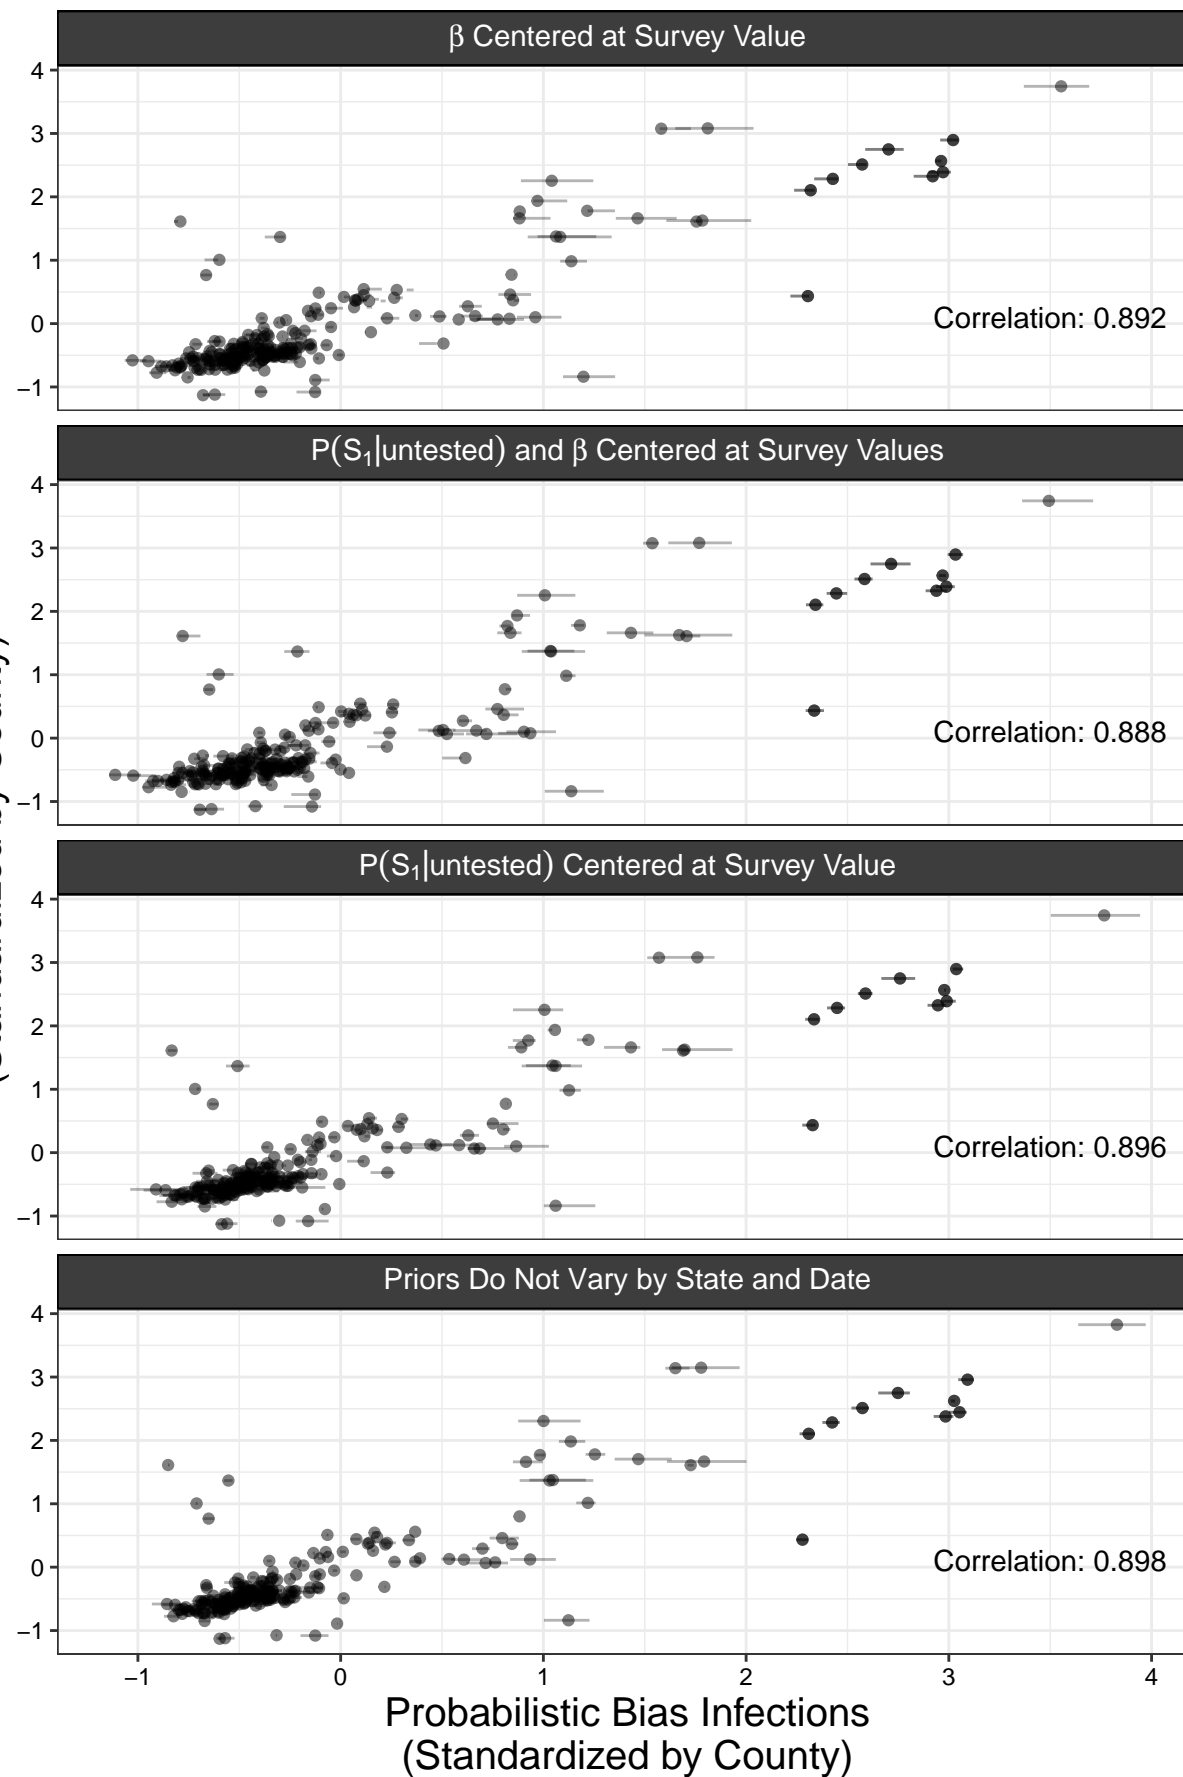 β Centered at Survey Value
4
3
2
1
0
−1
Correlation: 0.892
P(S₁|untested) and β Centered at Survey Values
4
3
2
1
0
−1
Correlation: 0.888
P(S₁|untested) Centered at Survey Value
4
3
2
1
0
−1
Correlation: 0.896
Priors Do Not Vary by State and Date
4
3
2
1
0
−1
Correlation: 0.898
−1 0 1 2 3 4
Probabilistic Bias Infections
(Standardized by County)